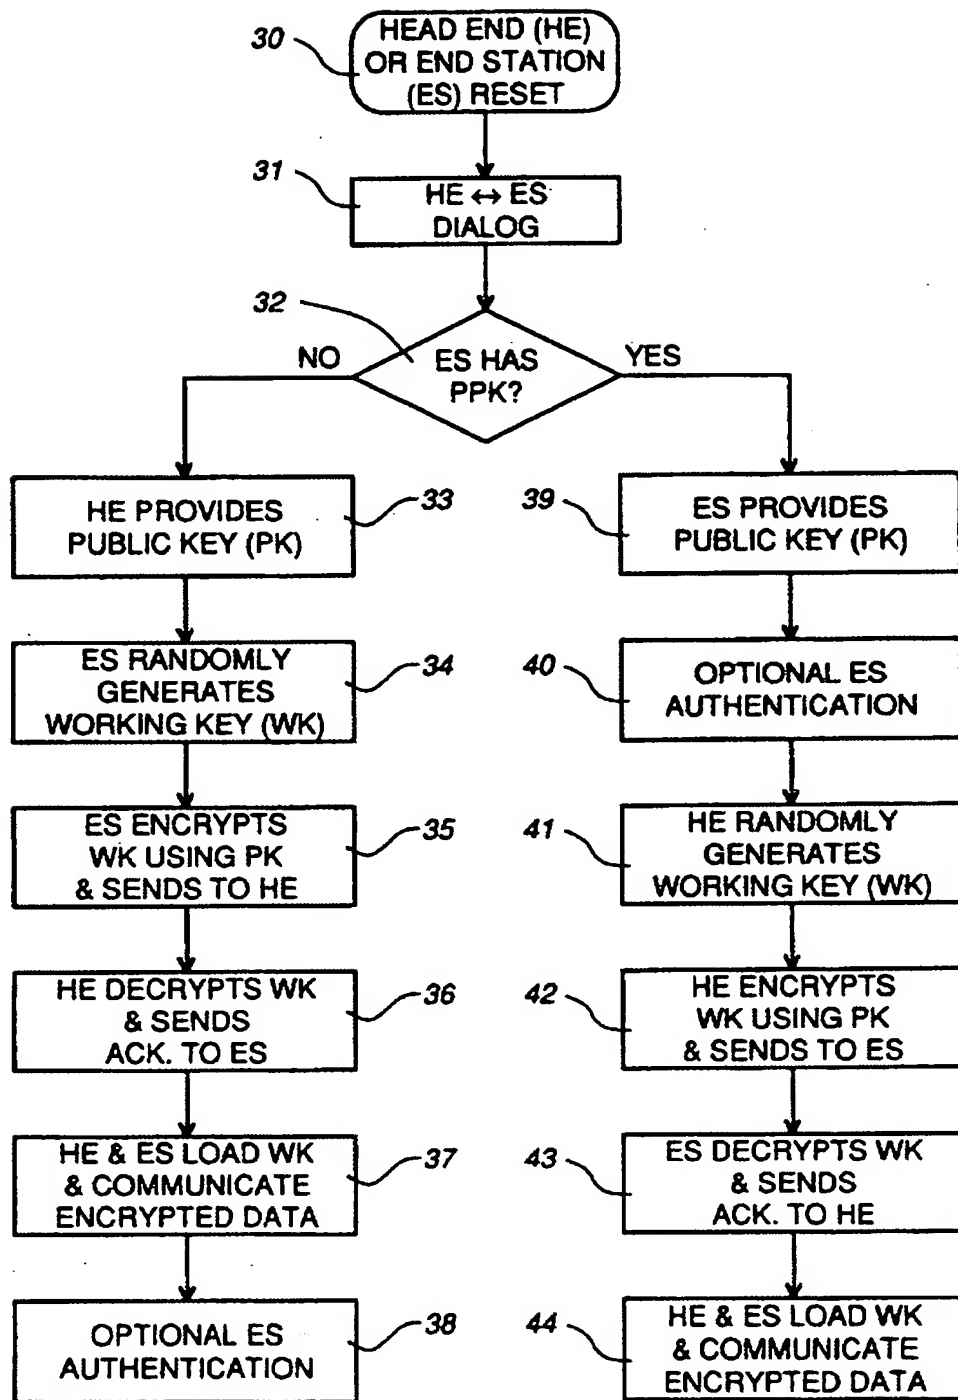 30
HEAD END (HE)
OR END STATION
(ES) RESET
31
HE ↔ ES
DIALOG
32
ES HAS
PPK?
NO
YES
HE PROVIDES
PUBLIC KEY (PK)
33
ES RANDOMLY
GENERATES
WORKING KEY (WK)
34
ES ENCRYPTS
WK USING PK
& SENDS TO HE
35
HE DECRYPTS WK
& SENDS
ACK. TO ES
36
HE & ES LOAD WK
& COMMUNICATE
ENCRYPTED DATA
37
OPTIONAL ES
AUTHENTICATION
38
39
ES PROVIDES
PUBLIC KEY (PK)
40
OPTIONAL ES
AUTHENTICATION
41
HE RANDOMLY
GENERATES
WORKING KEY (WK)
42
HE ENCRYPTS
WK USING PK
& SENDS TO ES
43
ES DECRYPTS WK
& SENDS
ACK. TO HE
44
HE & ES LOAD WK
& COMMUNICATE
ENCRYPTED DATA